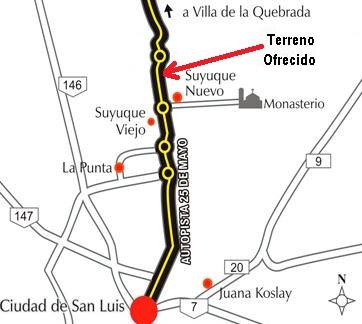 a Villa de la Quebrada
Terreno
Ofrecido
146
Suyuque
Nuevo
Monasterio
Suyuque
Viejo
La Punta
9
AUTOPISTA 25 DE MAYO
147
20
Juana Koslay
Ciudad de San Luis
7
N